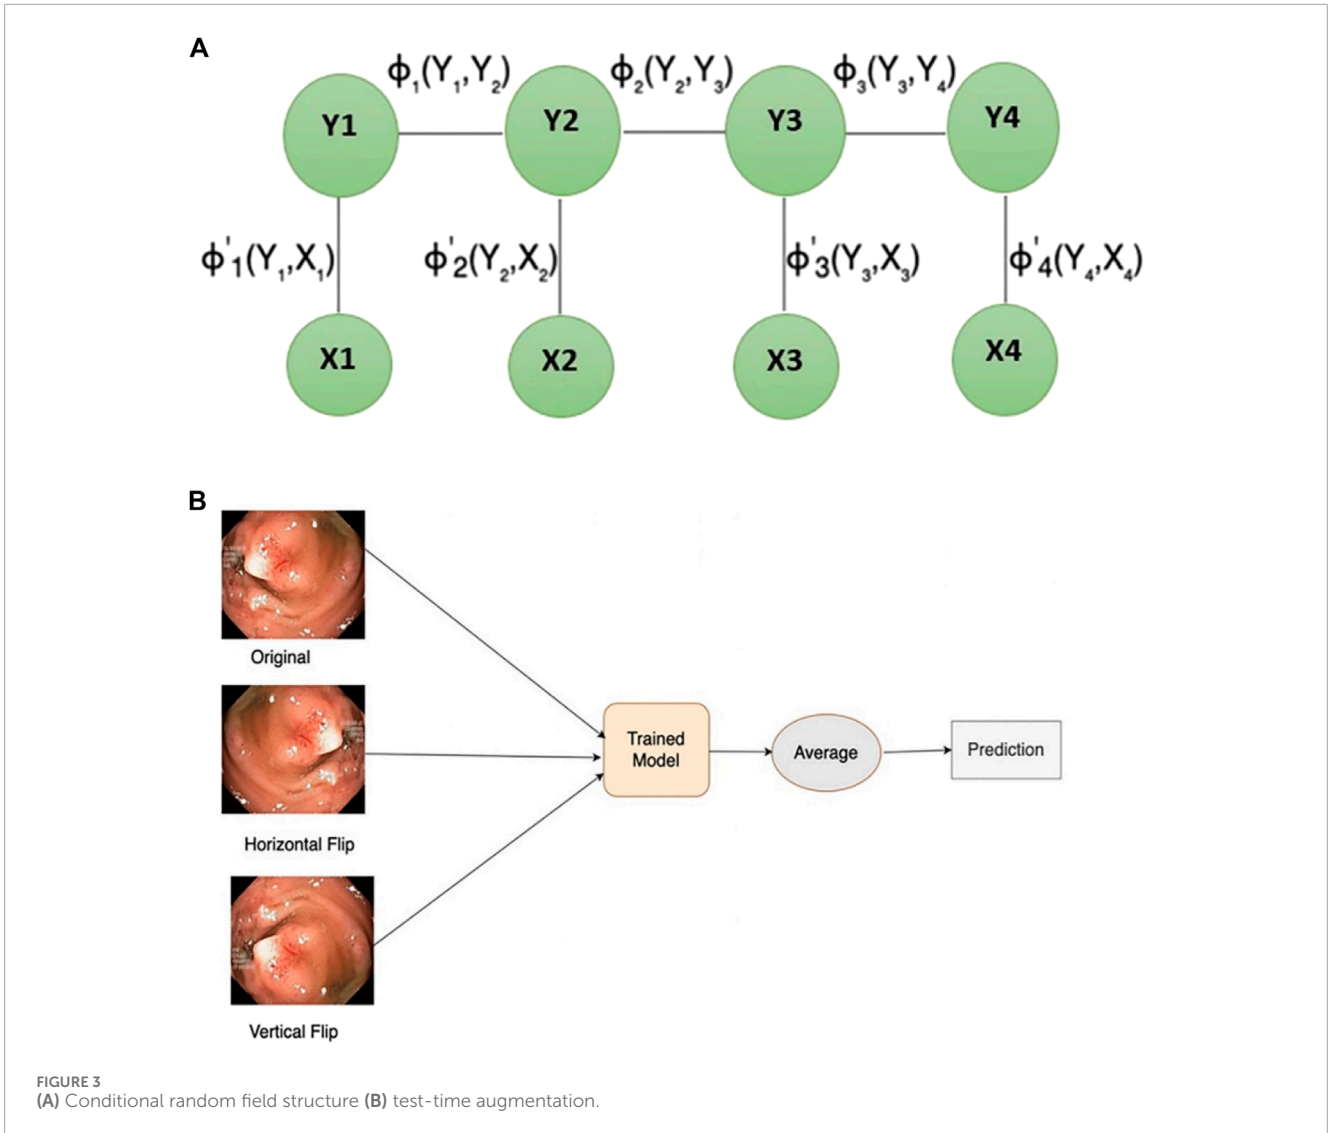 A
ϕ₁(Y₁,Y₂) ϕ₂(Y₂,Y₃) ϕ₃(Y₃,Y₄)
Y1 Y2 Y3 Y4
ϕ'1(Y₁,X₁) ϕ'2(Y₂,X₂) ϕ'3(Y₃,X₃) ϕ'4(Y₄,X₄)
X1 X2 X3 X4
B
Original
Horizontal Flip
Vertical Flip
Trained
Model
Average
Prediction
FIGURE 3
(A) Conditional random field structure (B) test-time augmentation.